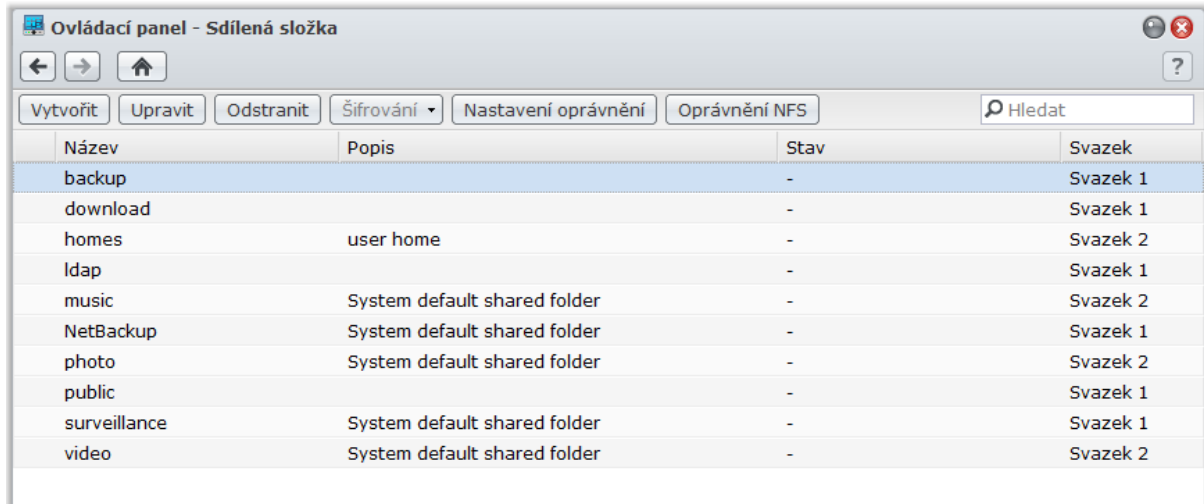 Ovládací panel - Sdílená složka
?
Vytvořit Upravit Odstranit Šifrování Nastavení oprávnění Oprávnění NFS Hledat
Název Popis Stav Svazek
backup - Svazek 1
download - Svazek 1
homes user home - Svazek 2
ldap - Svazek 1
music System default shared folder - Svazek 2
NetBackup System default shared folder - Svazek 1
photo System default shared folder - Svazek 2
public - Svazek 1
surveillance System default shared folder - Svazek 1
video System default shared folder - Svazek 2